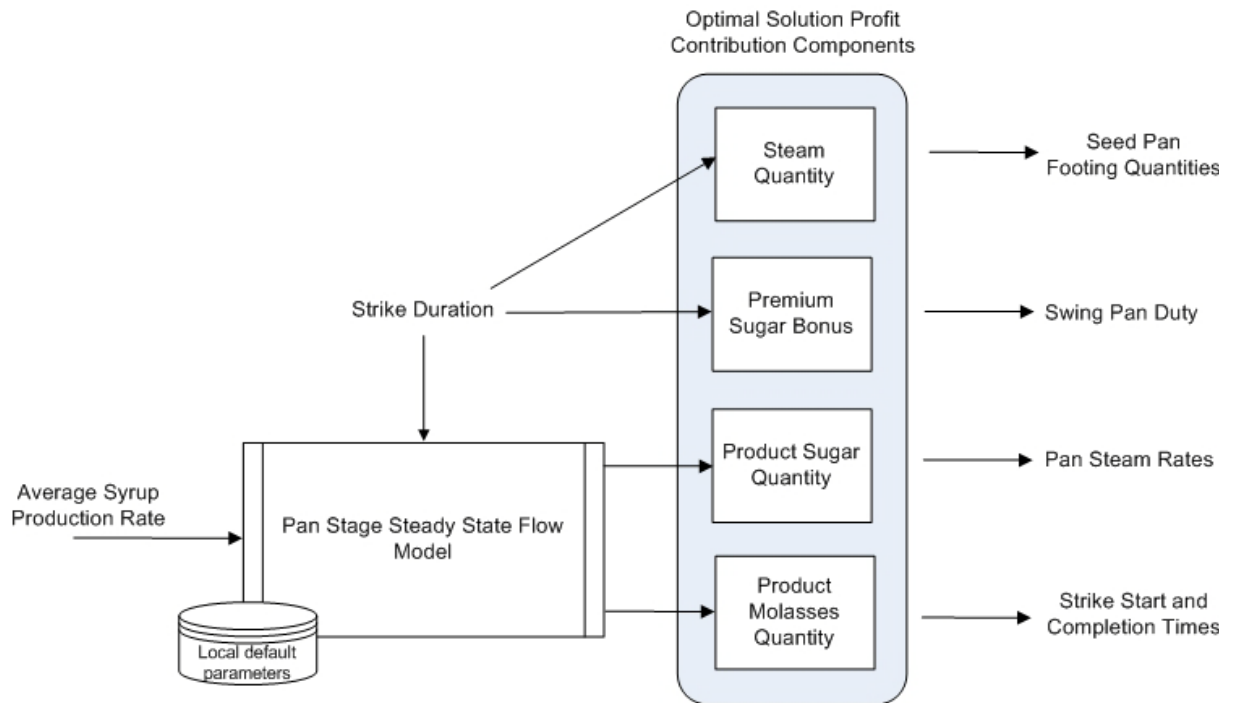 Optimal Solution Profit
Contribution Components
Steam
Quantity
Seed Pan
Footing Quantities
Strike Duration
Premium
Sugar Bonus
Swing Pan Duty
Average Syrup
Production Rate
Pan Stage Steady State Flow
Model
Product Sugar
Quantity
Pan Steam Rates
Local default
parameters
Product
Molasses
Quantity
Strike Start and
Completion Times